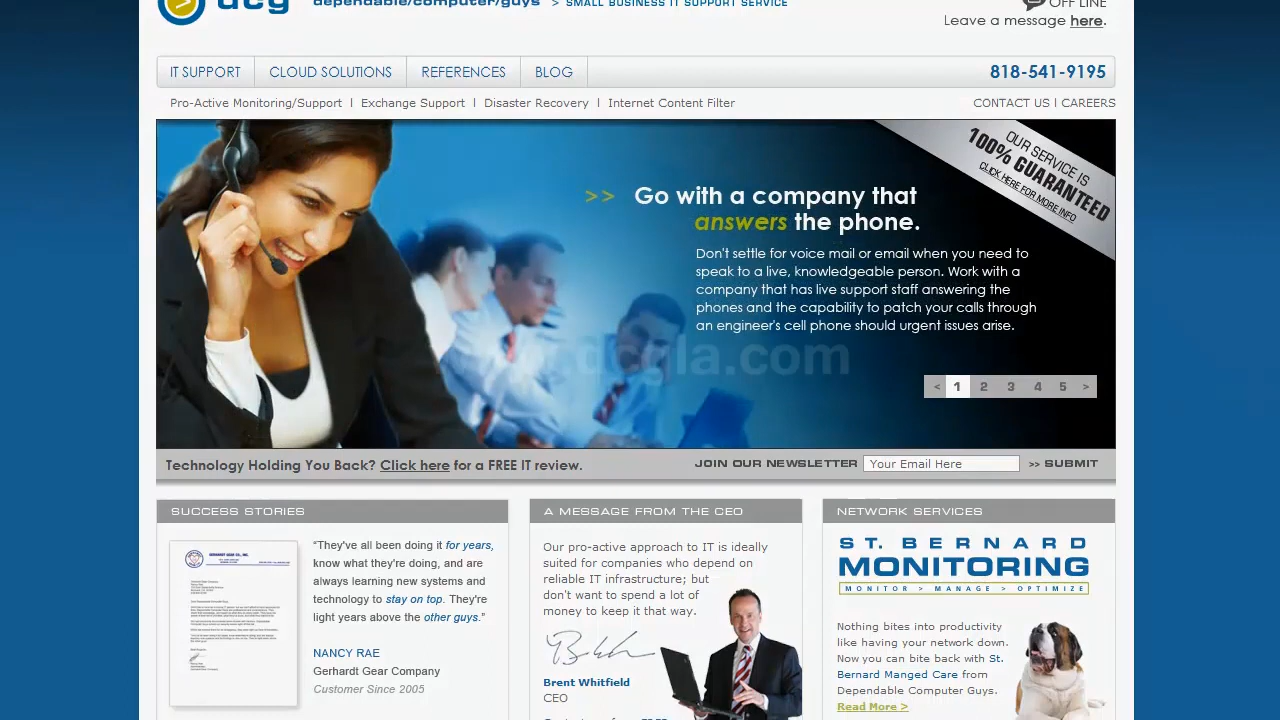 dcg dependable/computer/guys > SMALL BUSINESS IT SUPPORT SERVICE
OFF LINE
Leave a message here.
IT SUPPORT CLOUD SOLUTIONS REFERENCES BLOG 818-541-9195
Pro-Active Monitoring/Support | Exchange Support | Disaster Recovery | Internet Content Filter CONTACT US | CAREERS
OUR SERVICE IS
100% GUARANTEED
CLICK HERE FOR MORE INFO
>> Go with a company that
answers the phone.
Don't settle for voice mail or email when you need to
speak to a live, knowledgeable person. Work with a
company that has live support staff answering the
phones and the capability to patch your calls through
an engineer's cell phone should urgent issues arise.
dcgla.com
< 1 2 3 4 5 >
Technology Holding You Back? Click here for a FREE IT review. JOIN OUR NEWSLETTER Your Email Here >> SUBMIT
SUCCESS STORIES
GERHARDT GEAR CO., INC.
“They've all been doing it for years,
know what they're doing, and are
always learning new systems and
technology to stay on top. They're
light years above the other guys.”
NANCY RAE
Gerhardt Gear Company
Customer Since 2005
A MESSAGE FROM THE CEO
Our pro-active approach to IT is ideally
suited for companies who depend on
reliable IT infrastructure; but
don't want to spend a lot of
money to keep it that way.
Brent Whitfield
CEO
NETWORK SERVICES
ST. BERNARD
MONITORING
MONITOR > MANAGE > OPTIMIZE
Nothing bites into productivity
like having your network down.
Now you can bite back with St.
Bernard Manged Care from
Dependable Computer Guys.
Read More >